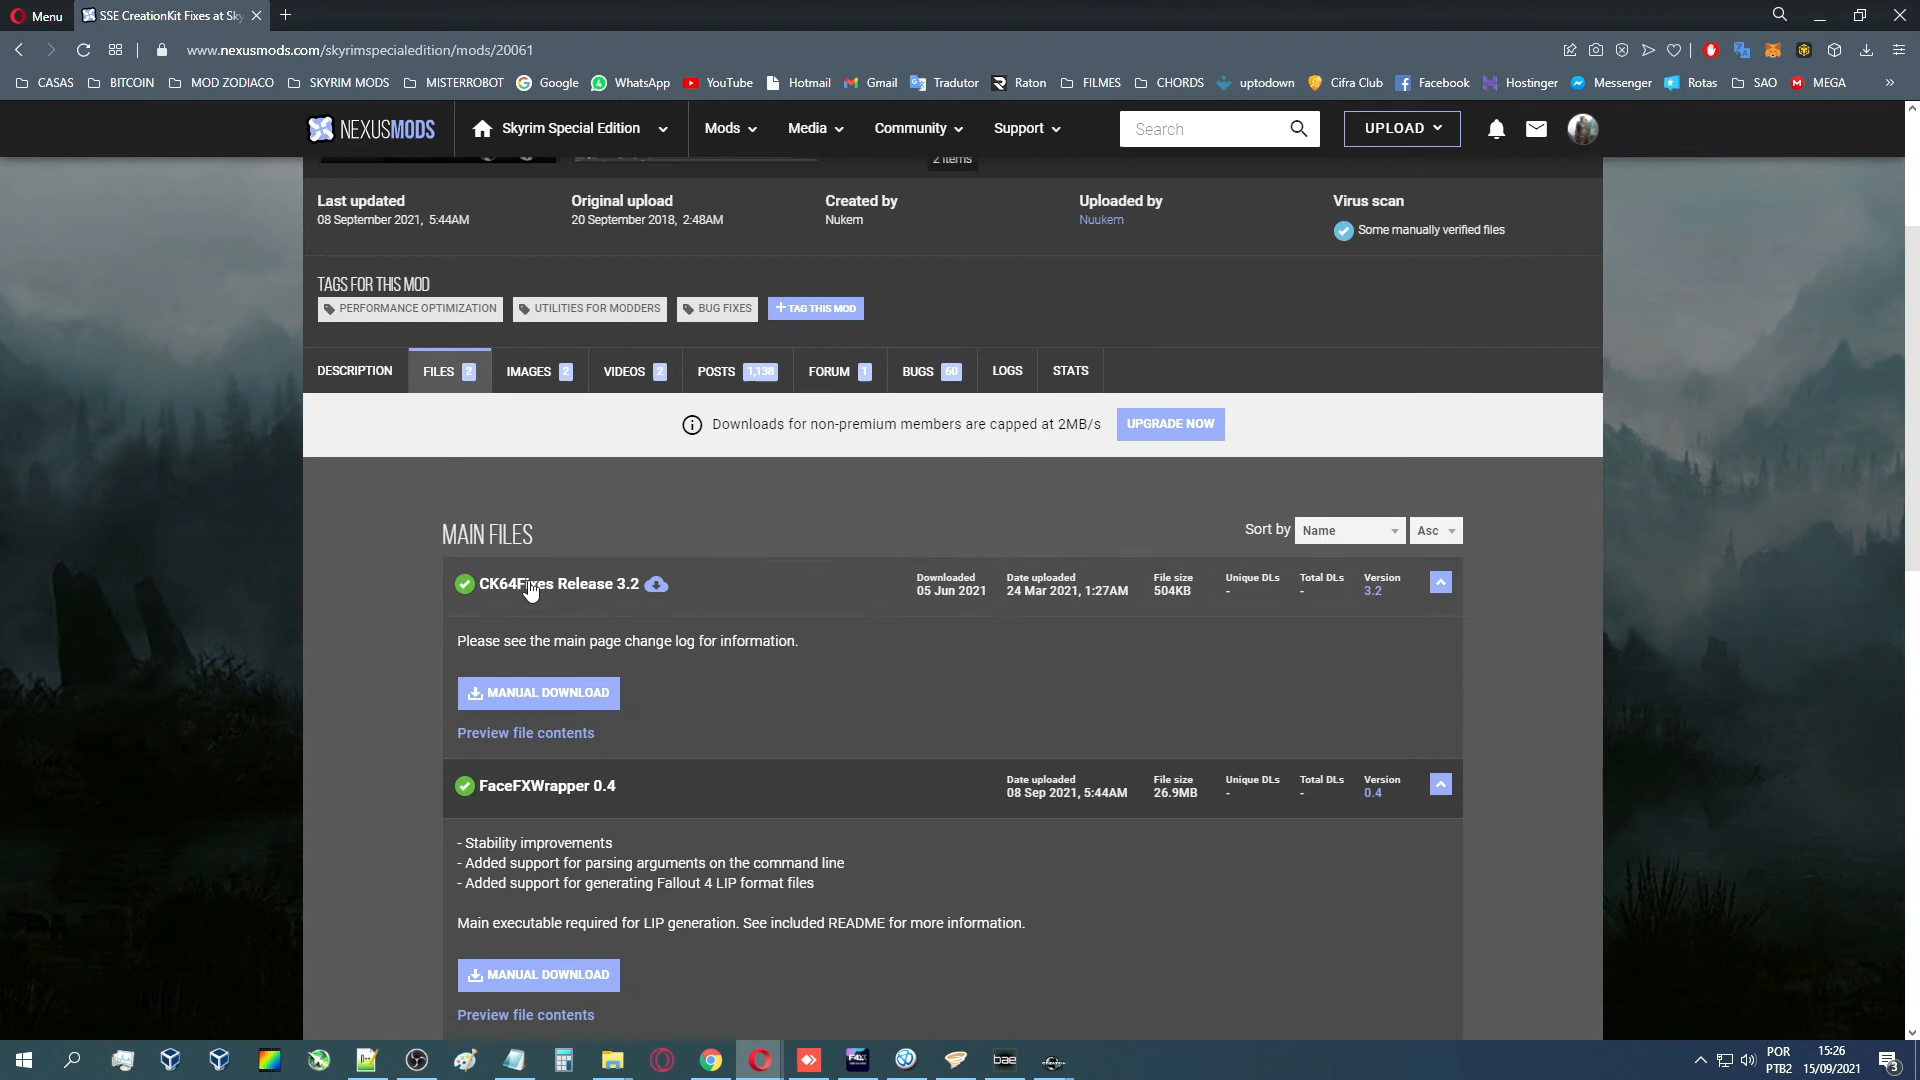 Menu
SSE CreationKit Fixes at Sky
www.nexusmods.com/skyrimspecialedition/mods/20061
CASAS
BITCOIN
MOD ZODIACO
SKYRIM MODS
MISTERROBOT
Google
WhatsApp
YouTube
Hotmail
Gmail
Tradutor
Raton
FILMES
CHORDS
uptodown
Cifra Club
Facebook
Hostinger
Messenger
Rotas
SAO
MEGA
NEXUSMODS
Skyrim Special Edition
Mods
Media
Community
Support
Search
UPLOAD
2 items
Last updated
08 September 2021, 5:44AM
Original upload
20 September 2018, 2:48AM
Created by
Nukem
Uploaded by
Nuukem
Virus scan
Some manually verified files
TAGS FOR THIS MOD
PERFORMANCE OPTIMIZATION
UTILITIES FOR MODDERS
BUG FIXES
+ TAG THIS MOD
DESCRIPTION
FILES 2
IMAGES 2
VIDEOS 2
POSTS 1,138
FORUM 1
BUGS 60
LOGS
STATS
Downloads for non-premium members are capped at 2MB/s
UPGRADE NOW
MAIN FILES
Sort by
Name
Asc
CK64Fixes Release 3.2
Downloaded
05 Jun 2021
Date uploaded
24 Mar 2021, 1:27AM
File size
504KB
Unique DLs
-
Total DLs
-
Version
3.2
Please see the main page change log for information.
MANUAL DOWNLOAD
Preview file contents
FaceFXWrapper 0.4
Date uploaded
08 Sep 2021, 5:44AM
File size
26.9MB
Unique DLs
-
Total DLs
-
Version
0.4
- Stability improvements
- Added support for parsing arguments on the command line
- Added support for generating Fallout 4 LIP format files
Main executable required for LIP generation. See included README for more information.
MANUAL DOWNLOAD
Preview file contents
bae
POR
PTB2
15:26
15/09/2021
3